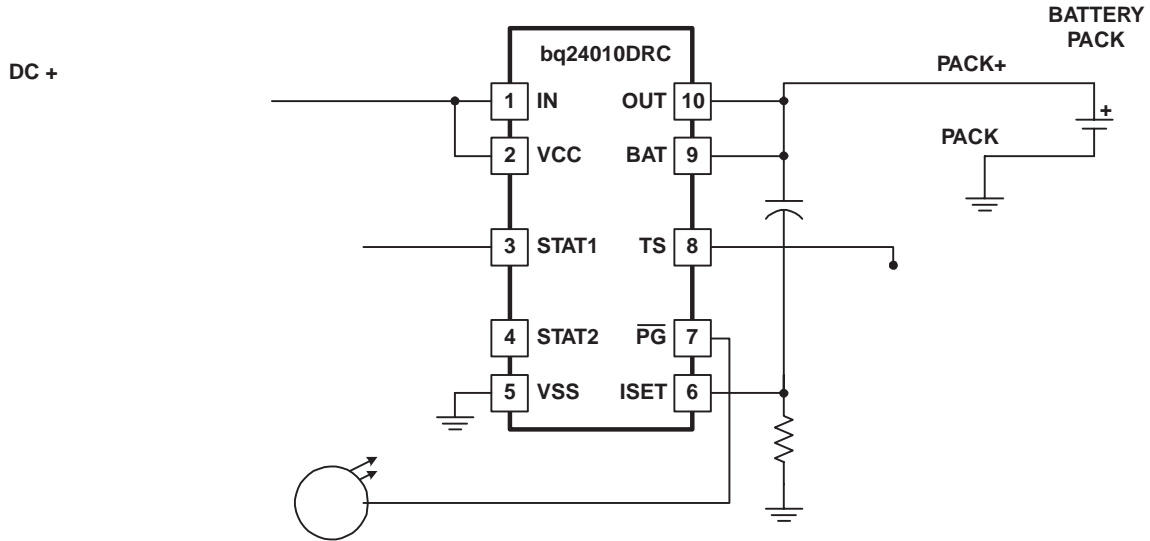 BATTERY
PACK
bq24010DRC
DC +
PACK+
1 IN OUT 10
+
PACK
2 VCC BAT 9
3 STAT1 TS 8
4 STAT2 PG 7
5 VSS ISET 6